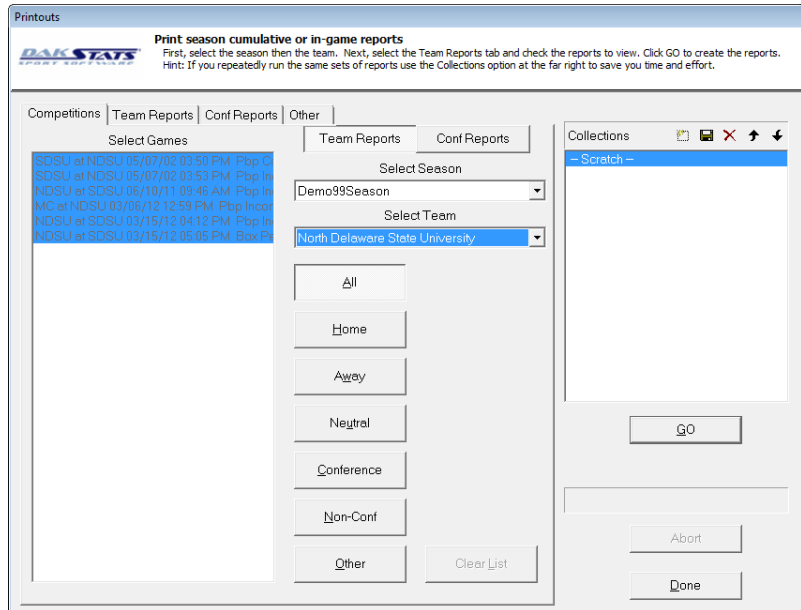 Printouts
DAKSTATS
SPORT SOFTWARE
Print season cumulative or in-game reports
First, select the season then the team. Next, select the Team Reports tab and check the reports to view. Click GO to create the reports.
Hint: If you repeatedly run the same sets of reports use the Collections option at the far right to save you time and effort.
Competitions Team Reports Conf Reports Other
Select Games
SDSU at NDSU 05/07/02 03:50 PM Pbp C
SDSU at NDSU 05/07/02 03:53 PM Pbp In
NDSU at SDSU 06/10/11 09:46 AM Pbp In
MC at NDSU 03/06/12 12:59 PM Pbp Incor
NDSU at SDSU 03/15/12 04:12 PM Pbp In
NDSU at SDSU 03/15/12 05:05 PM Box Pe
Team Reports Conf Reports
Select Season
Demo99Season
Select Team
North Delaware State University
All
Home
Away
Neutral
Conference
Non-Conf
Other
Clear List
Collections
-- Scratch --
GO
Abort
Done